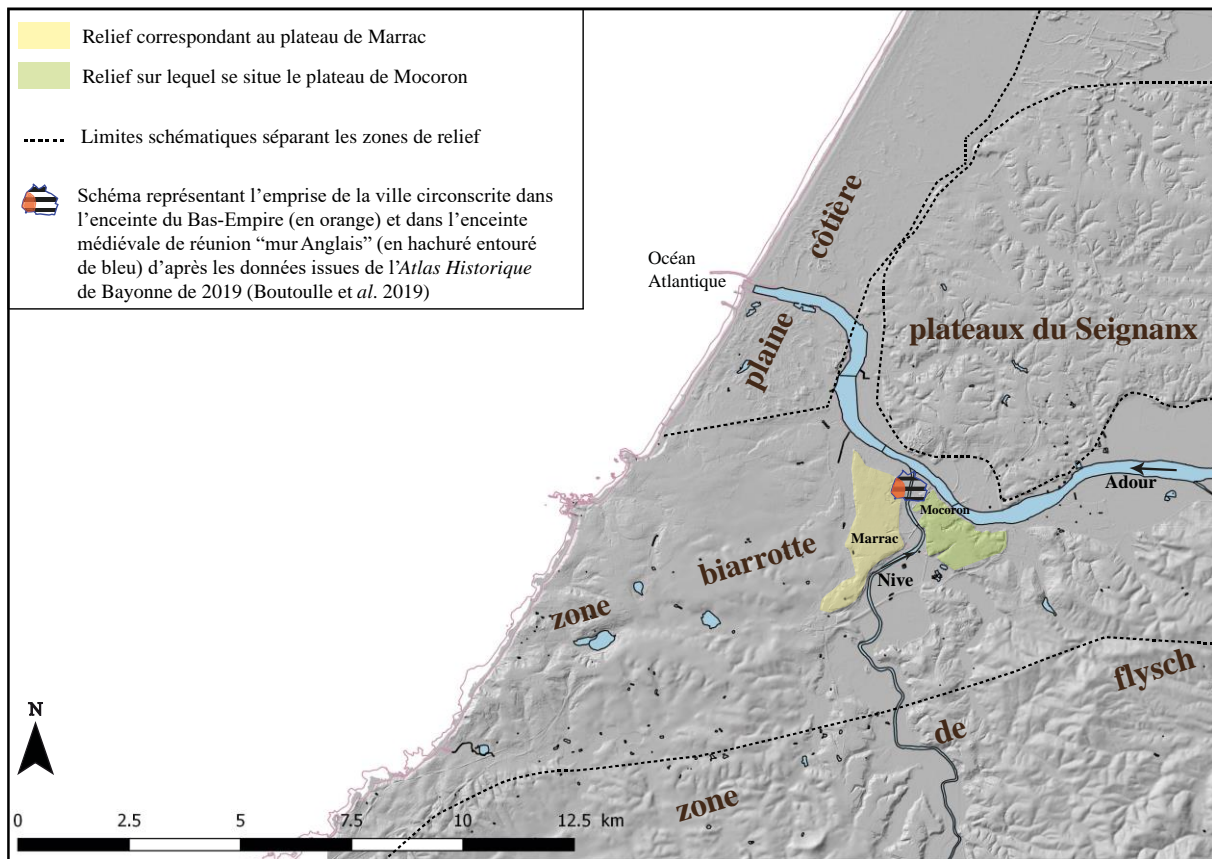 Relief correspondant au plateau de Marrac
Relief sur lequel se situe le plateau de Mocoron
Limites schématiques séparant les zones de relief
Schéma représentant l'emprise de la ville circonscrite dans
l'enceinte du Bas-Empire (en orange) et dans l'enceinte
médiévale de réunion “mur Anglais” (en hachuré entouré
de bleu) d'après les données issues de l'Atlas Historique
de Bayonne de 2019 (Boutoulle et al. 2019)
Océan
Atlantique
plaine côtière
plateaux du Seignanx
Adour
Mocoron
Marrac
Nive
zone biarrotte
zone de flysch
N
0 2.5 5 7.5 10 12.5 km